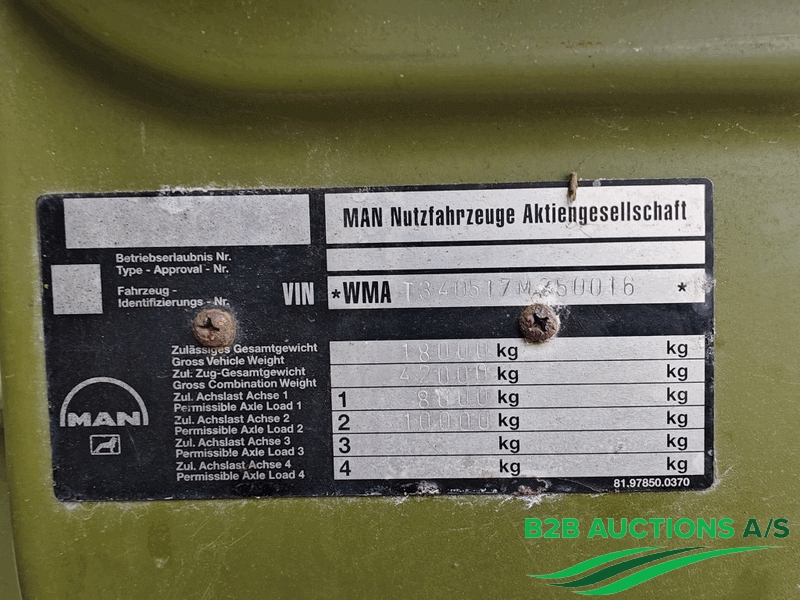 MAN Nutzfahrzeuge Aktiengesellschaft
Betriebserlaubnis Nr.
Type - Approval - Nr.
Fahrzeug -
Identifizierungs - Nr.
VIN *WMA T340517M350016 *
Zulässiges Gesamtgewicht
Gross Vehicle Weight
18000 kg kg
Zul. Zug-Gesamtgewicht
Gross Combination Weight
42000 kg kg
Zul. Achslast Achse 1
Permissible Axle Load 1
1 kg kg
Zul. Achslast Achse 2
Permissible Axle Load 2
2 10000 kg kg
Zul. Achslast Achse 3
Permissible Axle Load 3
3 kg kg
Zul. Achslast Achse 4
Permissible Axle Load 4
4 kg kg
MAN
81.97850.0370
B2B AUCTIONS A/S